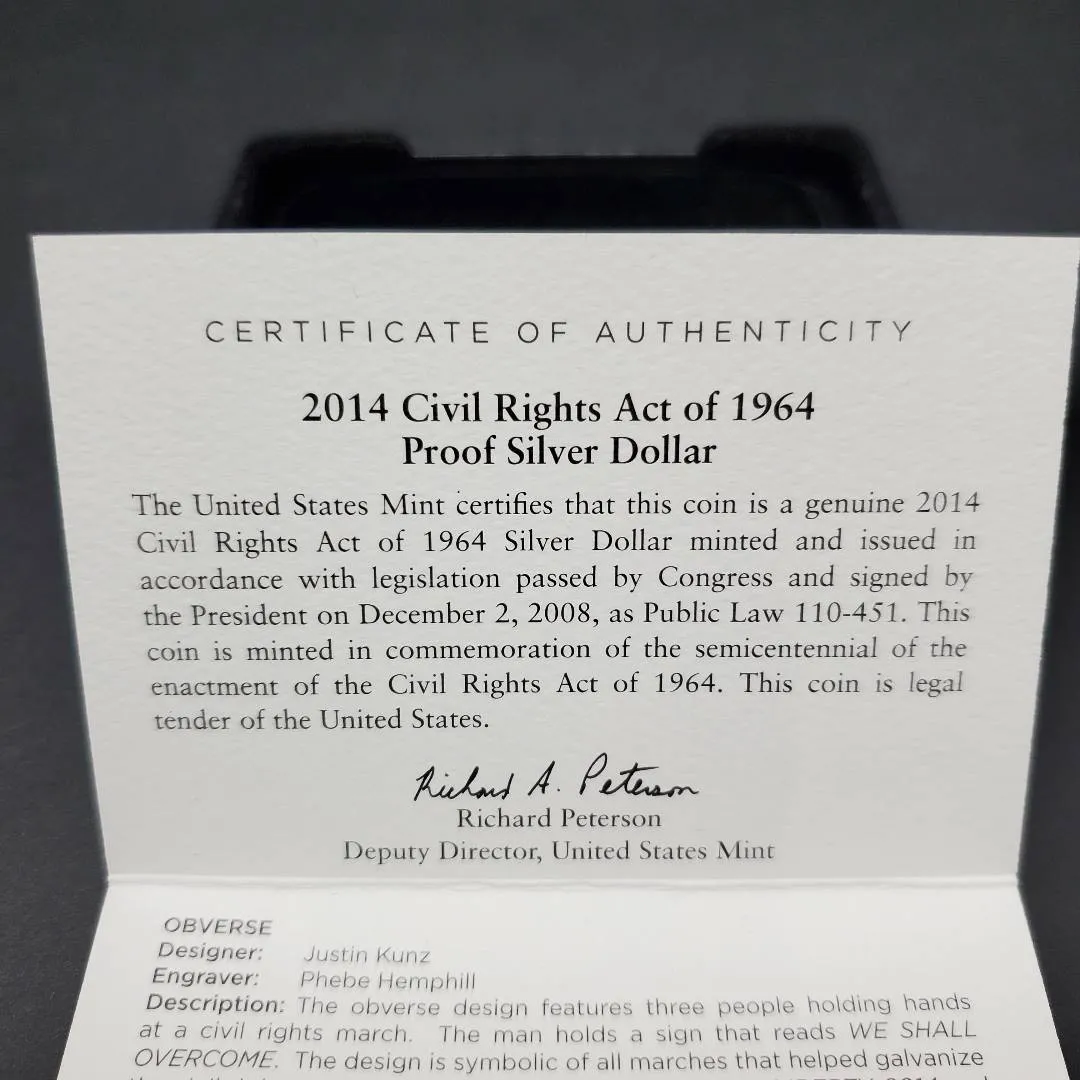 CERTIFICATE OF AUTHENTICITY
2014 Civil Rights Act of 1964
Proof Silver Dollar
The United States Mint certifies that this coin is a genuine 2014
Civil Rights Act of 1964 Silver Dollar minted and issued in
accordance with legislation passed by Congress and signed by
the President on December 2, 2008, as Public Law 110-451. This
coin is minted in commemoration of the semicentennial of the
enactment of the Civil Rights Act of 1964. This coin is legal
tender of the United States.
Richard A. Peterson
Richard Peterson
Deputy Director, United States Mint
OBVERSE
Designer: Justin Kunz
Engraver: Phebe Hemphill
Description: The obverse design features three people holding hands
at a civil rights march. The man holds a sign that reads WE SHALL
OVERCOME. The design is symbolic of all marches that helped galvanize